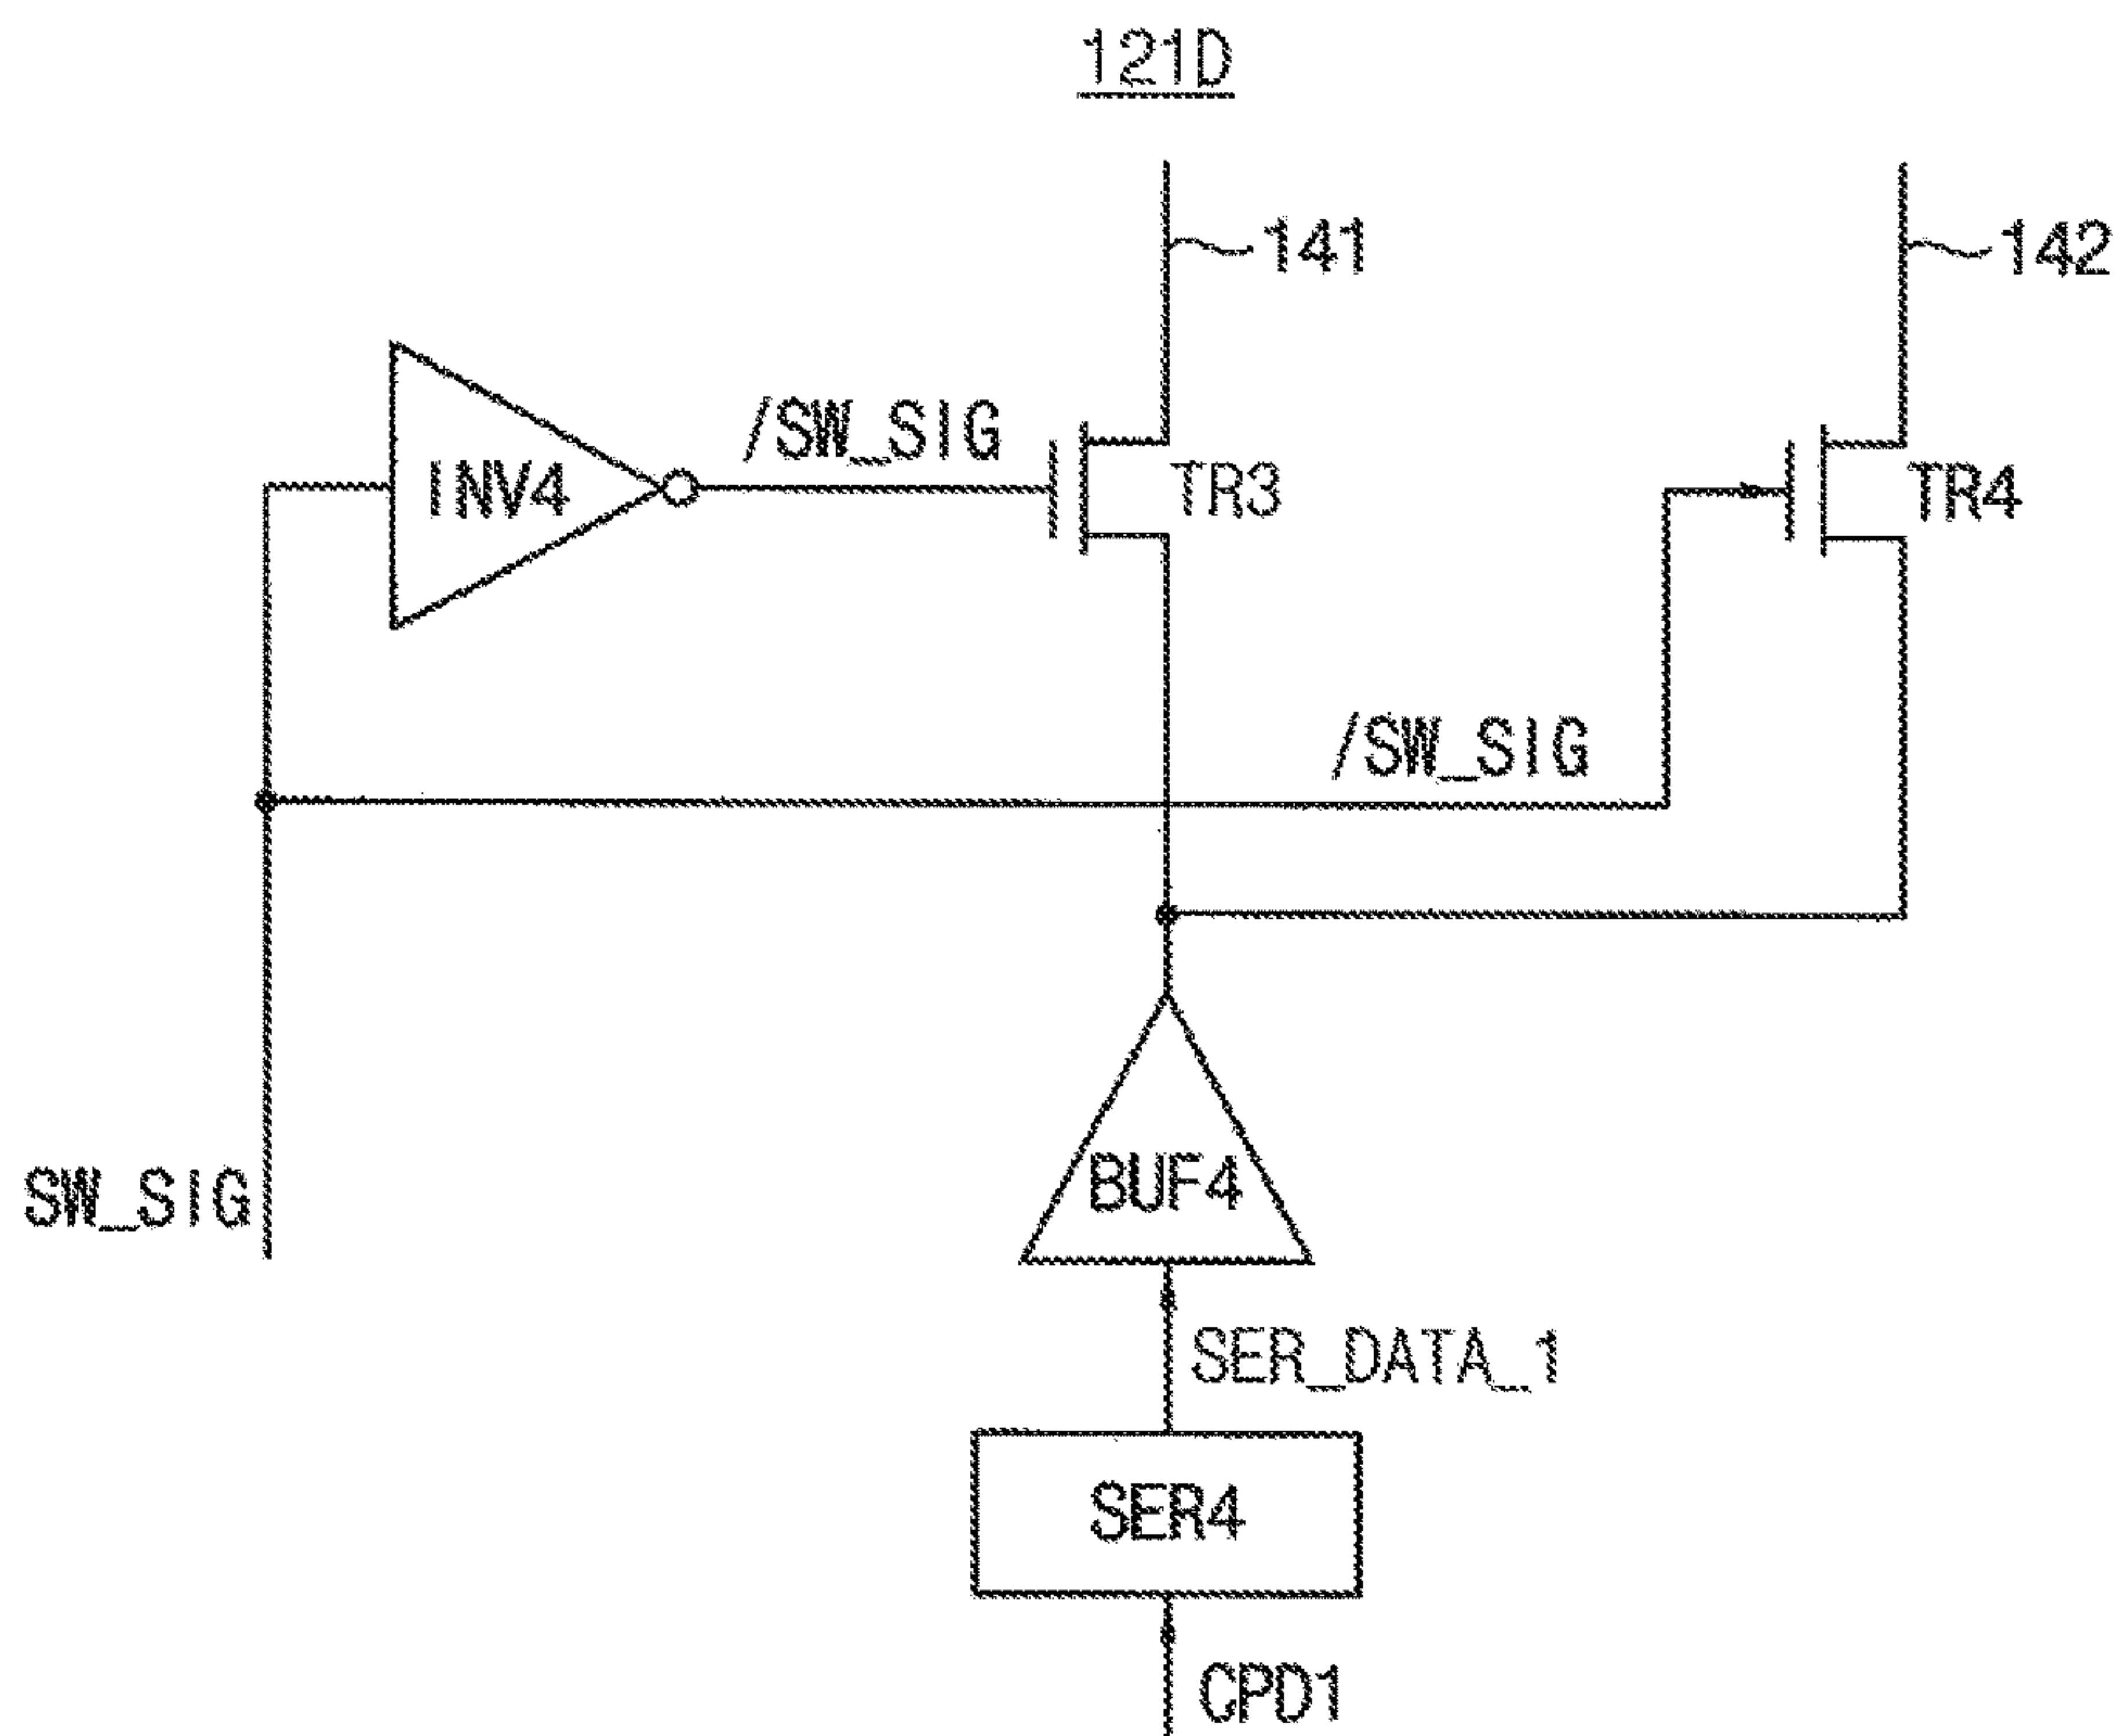 121D
141
142
/SW_SIG
INV4
TR3
TR4
/SW_SIG
BUF4
SW_SIG
SER_DATA_1
SER4
CPD1